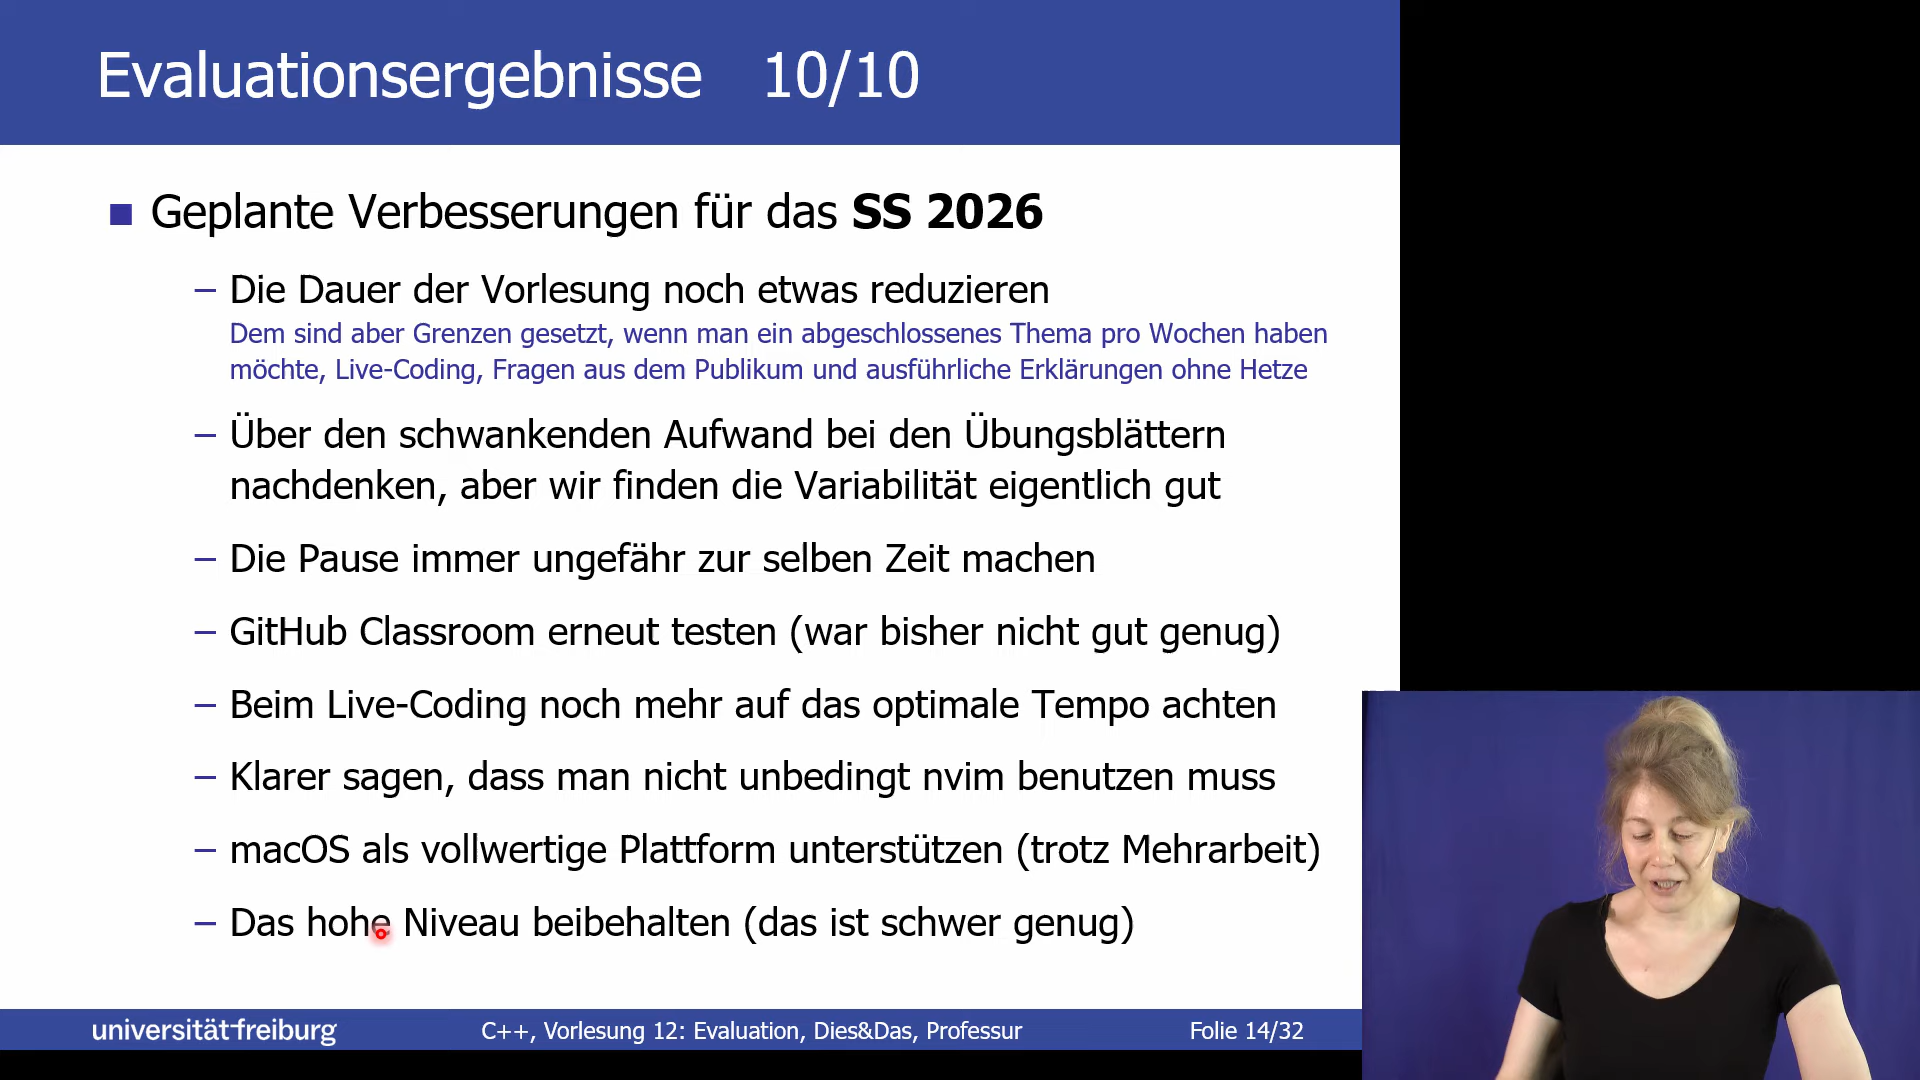 Evaluationsergebnisse 10/10
Geplante Verbesserungen für das SS 2026
– Die Dauer der Vorlesung noch etwas reduzieren
Dem sind aber Grenzen gesetzt, wenn man ein abgeschlossenes Thema pro Wochen haben
möchte, Live-Coding, Fragen aus dem Publikum und ausführliche Erklärungen ohne Hetze
– Über den schwankenden Aufwand bei den Übungsblättern
nachdenken, aber wir finden die Variabilität eigentlich gut
– Die Pause immer ungefähr zur selben Zeit machen
– GitHub Classroom erneut testen (war bisher nicht gut genug)
– Beim Live-Coding noch mehr auf das optimale Tempo achten
– Klarer sagen, dass man nicht unbedingt nvim benutzen muss
– macOS als vollwertige Plattform unterstützen (trotz Mehrarbeit)
– Das hohe Niveau beibehalten (das ist schwer genug)
universität freiburg
C++, Vorlesung 12: Evaluation, Dies&Das, Professur
Folie 14/32